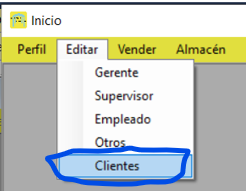 Inicio
Perfil Editar Vender Almacén
Gerente
Supervisor
Empleado
Otros
Clientes